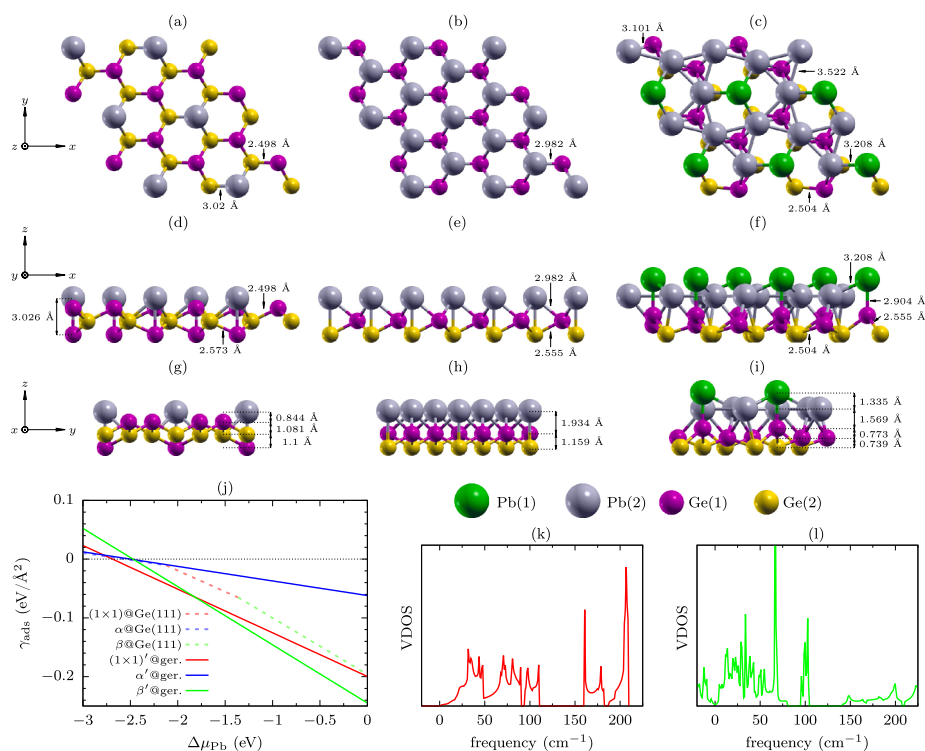 (a) (b) (c)
3.101 Å
3.522 Å
y
z x
2.498 Å
2.982 Å
3.208 Å
3.02 Å
2.504 Å
(d) (e) (f)
z
y x
3.026 Å
2.498 Å
2.573 Å
2.982 Å
2.555 Å
3.208 Å
2.904 Å
2.555 Å
2.504 Å
(g) (h) (i)
z
x y
0.844 Å
1.081 Å
1.1 Å
1.934 Å
1.159 Å
1.335 Å
1.569 Å
0.773 Å
0.739 Å
(j)
γads (eV/Å²)
0.1
0
−0.1
−0.2
(1×1)@Ge(111)
α@Ge(111)
β@Ge(111)
(1×1)′@ger.
α′@ger.
β′@ger.
−3 −2.5 −2 −1.5 −1 −0.5 0
ΔμPb (eV)
Pb(1) Pb(2) Ge(1) Ge(2)
(k)
VDOS
0 50 100 150 200
frequency (cm⁻¹)
(l)
VDOS
0 50 100 150 200
frequency (cm⁻¹)